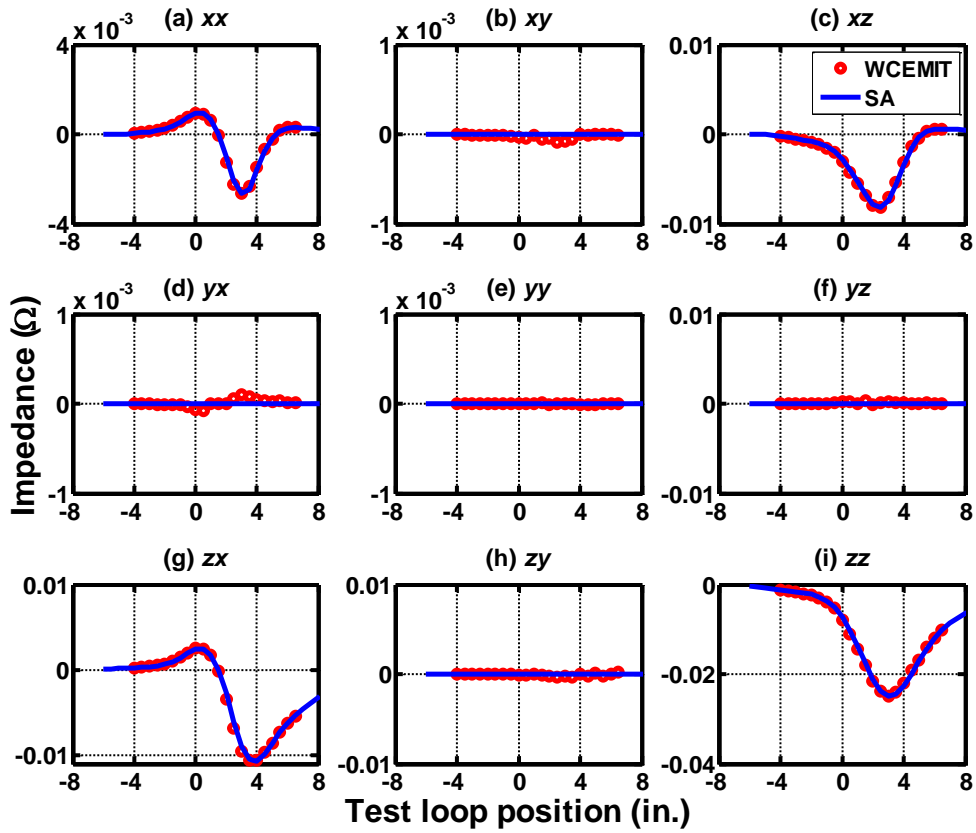 (a) xx
(b) xy
(c) xz
x 10-3
x 10-3
4
0
-4
-8 -4 0 4 8
1
0
-1
-8 -4 0 4 8
0.01
0
-0.01
-8 -4 0 4 8
WCEMIT
SA
(d) yx
(e) yy
(f) yz
x 10-3
x 10-3
1
0
-1
-8 -4 0 4 8
1
0
-1
-8 -4 0 4 8
0.01
0
-0.01
-8 -4 0 4 8
Impedance (Ω)
(g) zx
(h) zy
(i) zz
0.01
0
-0.01
-8 -4 0 4 8
0.01
0
-0.01
-8 -4 0 4 8
0
-0.02
-0.04
-8 -4 0 4 8
Test loop position (in.)